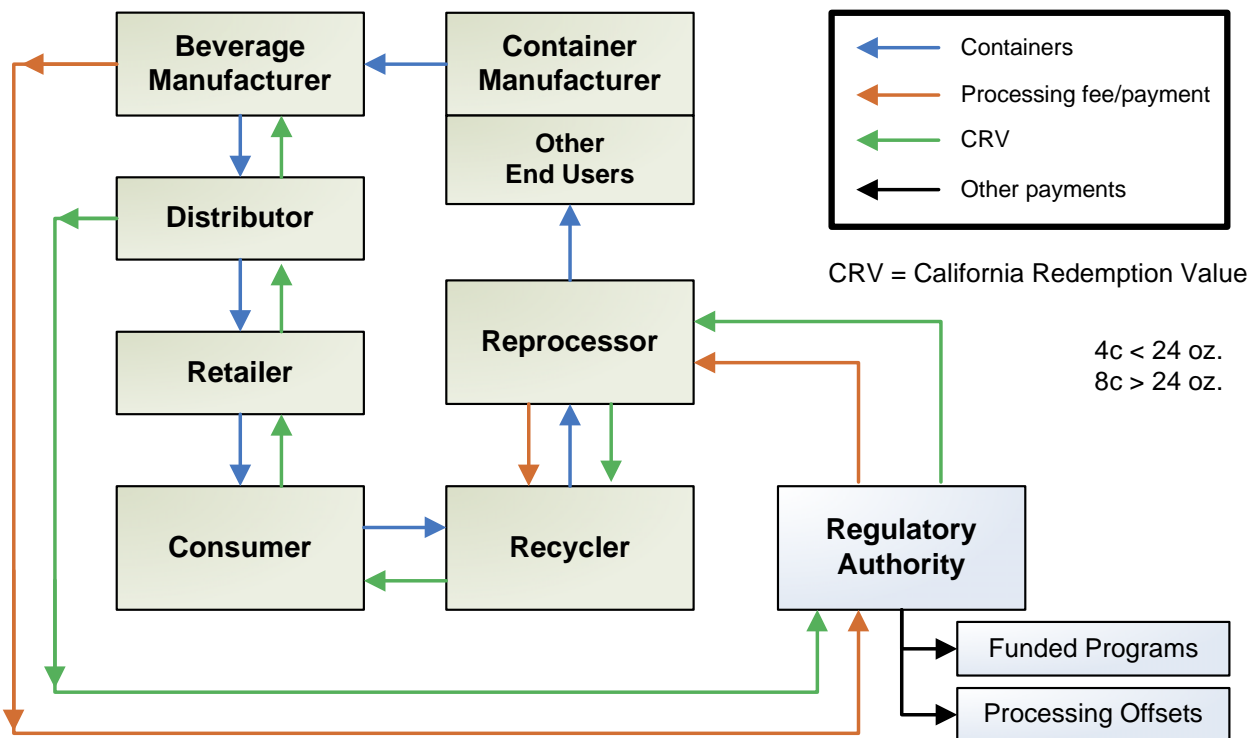 Beverage
Manufacturer
Container
Manufacturer
Other
End Users
Distributor
Retailer
Reprocessor
Consumer
Recycler
Regulatory
Authority
Funded Programs
Processing Offsets
Containers
Processing fee/payment
CRV
Other payments
CRV = California Redemption Value
4c < 24 oz.
8c > 24 oz.